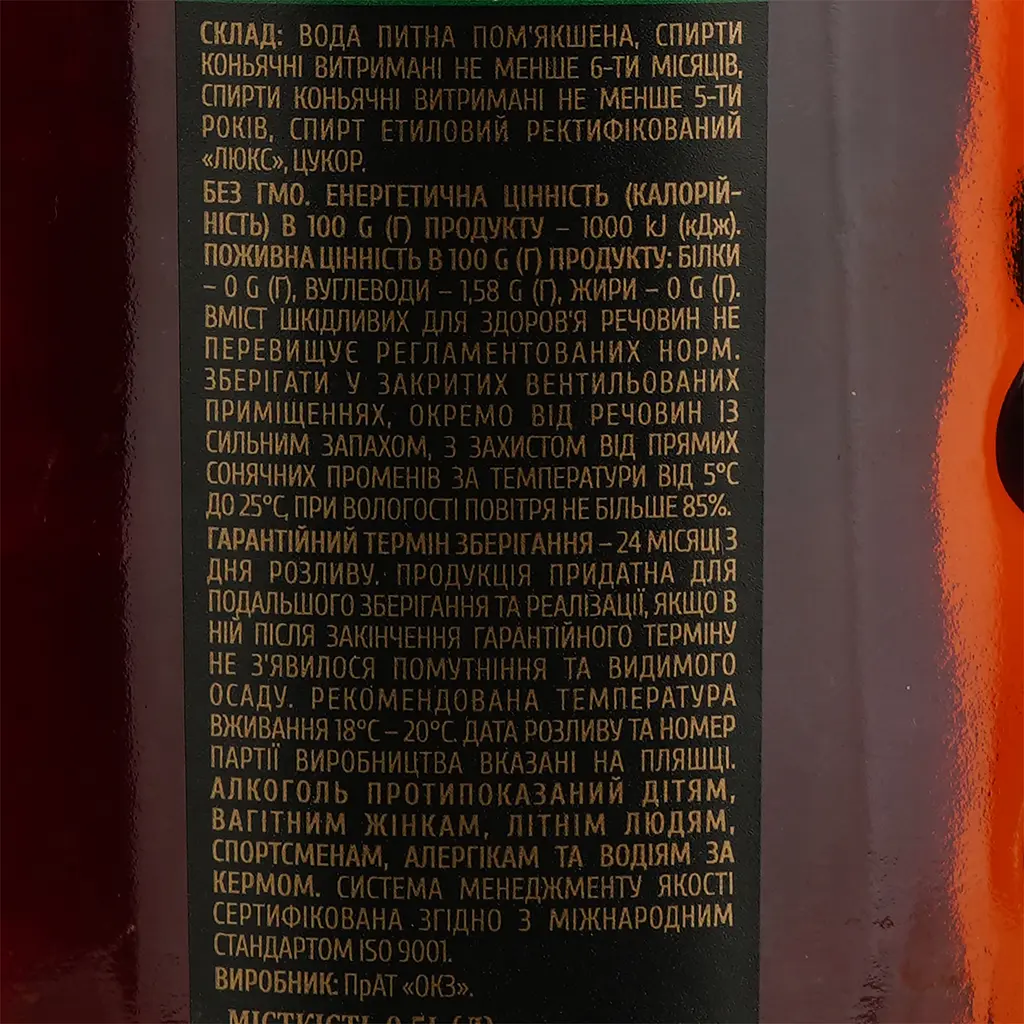 СКЛАД: ВОДА ПИТНА ПОМ'ЯКШЕНА, СПИРТИ
КОНЬЯЧНІ ВИТРИМАНІ НЕ МЕНШЕ 6-ТИ МІСЯЦІВ,
СПИРТИ КОНЬЯЧНІ ВИТРИМАНІ НЕ МЕНШЕ 5-ТИ
РОКІВ, СПИРТ ЕТИЛОВИЙ РЕКТИФІКОВАНИЙ
«ЛЮКС», ЦУКОР.
БЕЗ ГМО. ЕНЕРГЕТИЧНА ЦІННІСТЬ (КАЛОРІЙ-
НІСТЬ) В 100 G (Г) ПРОДУКТУ – 1000 kJ (кДж).
ПОЖИВНА ЦІННІСТЬ В 100 G (Г) ПРОДУКТУ: БІЛКИ
– 0 G (Г), ВУГЛЕВОДИ – 1,58 G (Г), ЖИРИ – 0 G (Г).
ВМІСТ ШКІДЛИВИХ ДЛЯ ЗДОРОВ'Я РЕЧОВИН НЕ
ПЕРЕВИЩУЄ РЕГЛАМЕНТОВАНИХ НОРМ.
ЗБЕРІГАТИ У ЗАКРИТИХ ВЕНТИЛЬОВАНИХ
ПРИМІЩЕННЯХ, ОКРЕМО ВІД РЕЧОВИН ІЗ
СИЛЬНИМ ЗАПАХОМ, З ЗАХИСТОМ ВІД ПРЯМИХ
СОНЯЧНИХ ПРОМЕНІВ ЗА ТЕМПЕРАТУРИ ВІД 5°С
ДО 25°С, ПРИ ВОЛОГОСТІ ПОВІТРЯ НЕ БІЛЬШЕ 85%.
ГАРАНТІЙНИЙ ТЕРМІН ЗБЕРІГАННЯ – 24 МІСЯЦІ З
ДНЯ РОЗЛИВУ. ПРОДУКЦІЯ ПРИДАТНА ДЛЯ
ПОДАЛЬШОГО ЗБЕРІГАННЯ ТА РЕАЛІЗАЦІЇ, ЯКЩО В
НІЙ ПІСЛЯ ЗАКІНЧЕННЯ ГАРАНТІЙНОГО ТЕРМІНУ
НЕ З'ЯВИЛОСЯ ПОМУТНІННЯ ТА ВИДИМОГО
ОСАДУ. РЕКОМЕНДОВАНА ТЕМПЕРАТУРА
ВЖИВАННЯ 18°С – 20°С. ДАТА РОЗЛИВУ ТА НОМЕР
ПАРТІЇ ВИРОБНИЦТВА ВКАЗАНІ НА ПЛЯШЦІ.
АЛКОГОЛЬ ПРОТИПОКАЗАНИЙ ДІТЯМ,
ВАГІТНИМ ЖІНКАМ, ЛІТНІМ ЛЮДЯМ,
СПОРТСМЕНАМ, АЛЕРГІКАМ ТА ВОДІЯМ ЗА
КЕРМОМ. СИСТЕМА МЕНЕДЖМЕНТУ ЯКОСТІ
СЕРТИФІКОВАНА ЗГІДНО З МІЖНАРОДНИМ
СТАНДАРТОМ ISO 9001.
ВИРОБНИК: ПрАТ «ОКЗ».
МІСТКІСТЬ 0,5L (Л)